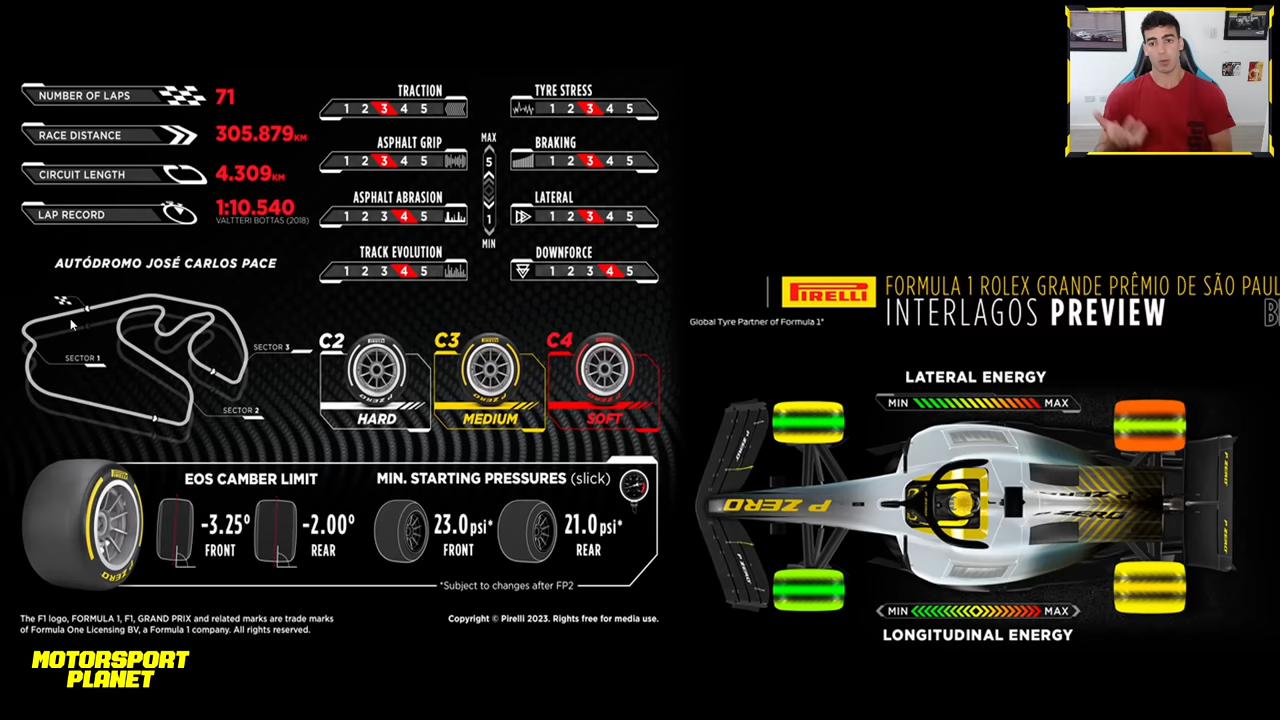 NUMBER OF LAPS 71
RACE DISTANCE 305.879KM
CIRCUIT LENGTH 4.309KM
LAP RECORD 1:10.540
VALTTERI BOTTAS (2018)
TRACTION
1 2 3 4 5
TYRE STRESS
1 2 3 4 5
ASPHALT GRIP
1 2 3 4 5
BRAKING
1 2 3 4 5
ASPHALT ABRASION
1 2 3 4 5
LATERAL
1 2 3 4 5
TRACK EVOLUTION
1 2 3 4 5
DOWNFORCE
1 2 3 4 5
MAX
5
1
MIN
AUTÓDROMO JOSÉ CARLOS PACE
SECTOR 1
SECTOR 2
SECTOR 3
C2
HARD
C3
MEDIUM
C4
SOFT
EOS CAMBER LIMIT
-3.25°
FRONT
-2.00°
REAR
MIN. STARTING PRESSURES (slick)
23.0psi*
FRONT
21.0psi*
REAR
*Subject to changes after FP2
PIRELLI
P ZERO
The F1 logo, FORMULA 1, F1, GRAND PRIX and related marks are trade marks
of Formula One Licensing BV, a Formula 1 company. All rights reserved.
Copyright © Pirelli 2023. Rights free for media use.
MOTORSPORT
PLANET
PIRELLI
Global Tyre Partner of Formula 1®
FORMULA 1 ROLEX GRANDE PRÊMIO DE SÃO PAUL
INTERLAGOS PREVIEW
B
LATERAL ENERGY
MIN MAX
P ZERO
P ZERO
P ZERO
P ZERO
P ZERO
P ZERO
MIN MAX
LONGITUDINAL ENERGY